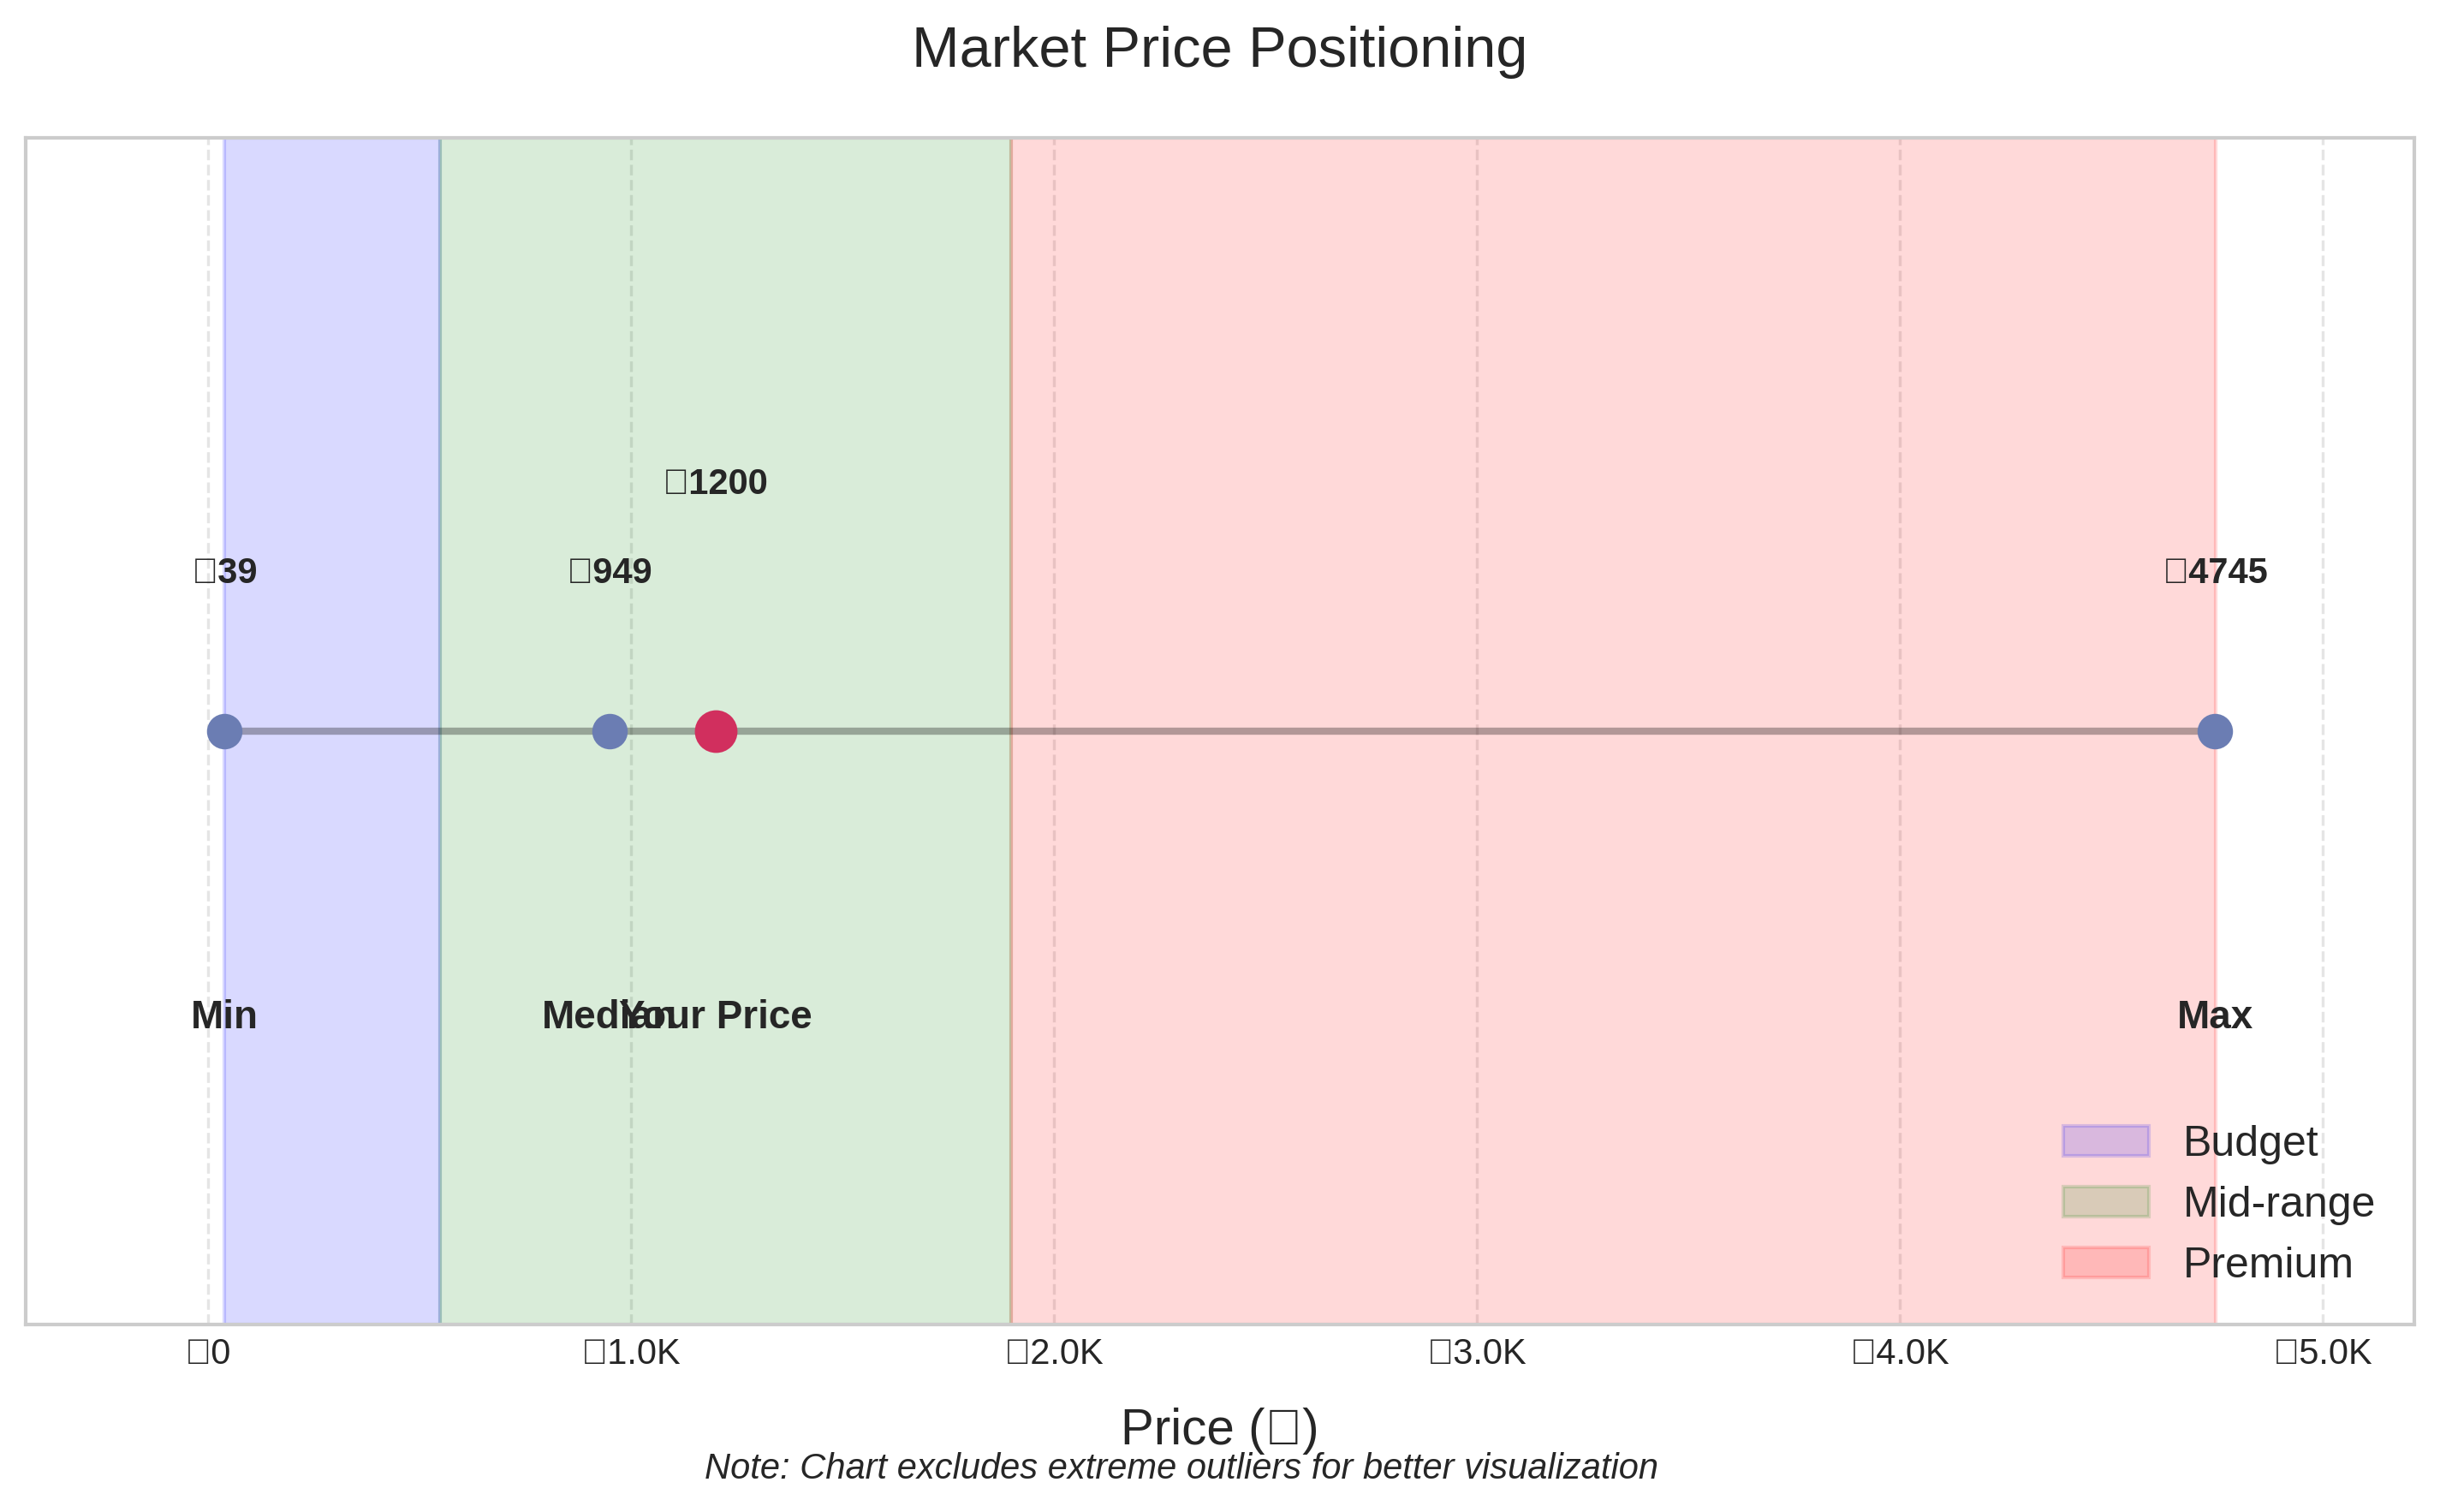 Market Price Positioning
□1200
□39
□949
□4745
Min
Median
Your Price
Max
Budget
Mid-range
Premium
□0
□1.0K
□2.0K
□3.0K
□4.0K
□5.0K
Price (□)
Note: Chart excludes extreme outliers for better visualization